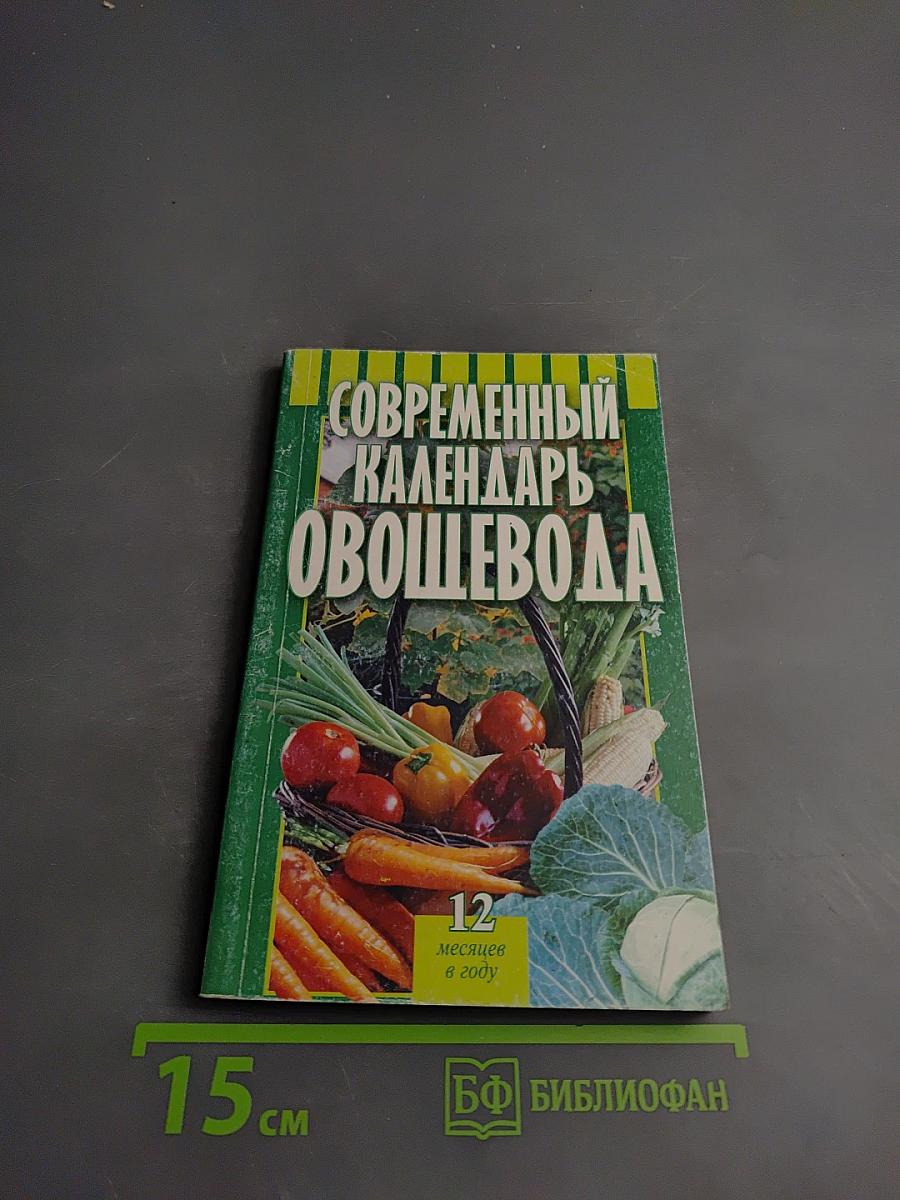 СОВРЕМЕННЫЙ
КАЛЕНДАРЬ
ОВОЩЕВОДА
12
месяцев
в году
15 см
БФ БИБЛИОФАН